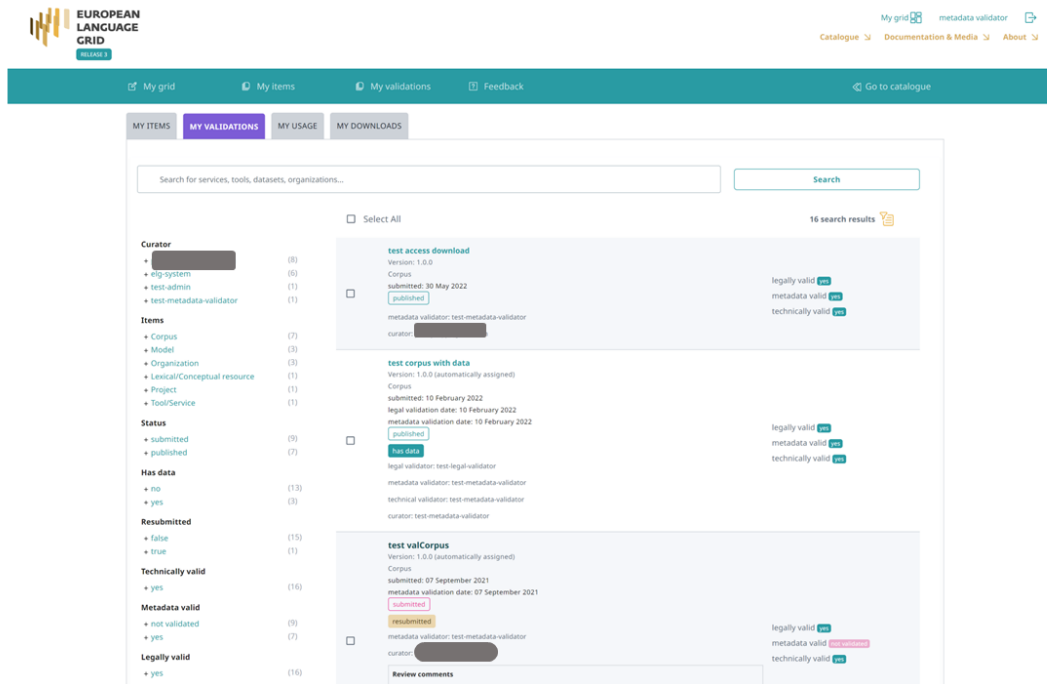 EUROPEAN
LANGUAGE
GRID
RELEASE 3
My grid
metadata validator
Catalogue
Documentation & Media
About
My grid
My items
My validations
Feedback
Go to catalogue
MY ITEMS
MY VALIDATIONS
MY USAGE
MY DOWNLOADS
Search for services, tools, datasets, organizations...
Search
Select All
16 search results
Curator
+ (8)
+ elg-system (6)
+ test-admin (1)
+ test-metadata-validator (1)
Items
+ Corpus (7)
+ Model (3)
+ Organization (3)
+ Lexical/Conceptual resource (1)
+ Project (1)
+ Tool/Service (1)
Status
+ submitted (9)
+ published (7)
Has data
+ no (13)
+ yes (3)
Resubmitted
+ false (15)
+ true (1)
Technically valid
+ yes (16)
Metadata valid
+ not validated (9)
+ yes (7)
Legally valid
+ yes (16)
test access download
Version: 1.0.0
Corpus
submitted: 30 May 2022
published
metadata validator: test-metadata-validator
curator:
legally valid yes
metadata valid yes
technically valid yes
test corpus with data
Version: 1.0.0 (automatically assigned)
Corpus
submitted: 10 February 2022
legal validation date: 10 February 2022
metadata validation date: 10 February 2022
published
has data
legal validator: test-legal-validator
metadata validator: test-metadata-validator
technical validator: test-metadata-validator
curator: test-metadata-validator
legally valid yes
metadata valid yes
technically valid yes
test valCorpus
Version: 1.0.0 (automatically assigned)
Corpus
submitted: 07 September 2021
metadata validation date: 07 September 2021
submitted
resubmitted
metadata validator: test-metadata-validator
curator:
Review comments
legally valid yes
metadata valid not validated
technically valid yes